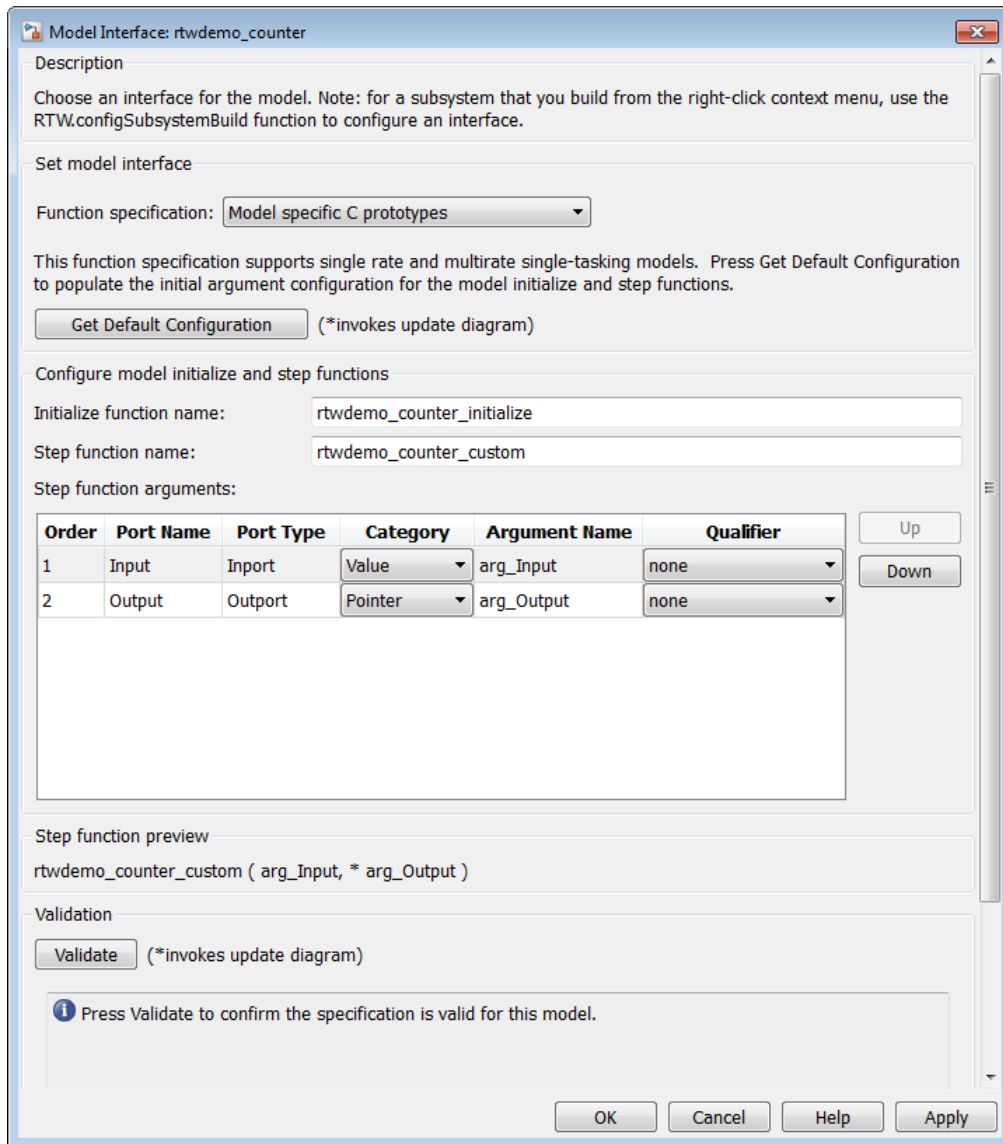 Model Interface: rtwdemo_counter
Description
Choose an interface for the model. Note: for a subsystem that you build from the right-click context menu, use the
RTW.configSubsystemBuild function to configure an interface.
Set model interface
Function specification: Model specific C prototypes
This function specification supports single rate and multirate single-tasking models. Press Get Default Configuration
to populate the initial argument configuration for the model initialize and step functions.
Get Default Configuration (*invokes update diagram)
Configure model initialize and step functions
Initialize function name: rtwdemo_counter_initialize
Step function name: rtwdemo_counter_custom
Step function arguments:
Order Port Name Port Type Category Argument Name Qualifier Up
1 Input Inport Value arg_Input none Down
2 Output Outport Pointer arg_Output none
Step function preview
rtwdemo_counter_custom ( arg_Input, * arg_Output )
Validation
Validate (*invokes update diagram)
Press Validate to confirm the specification is valid for this model.
OK Cancel Help Apply